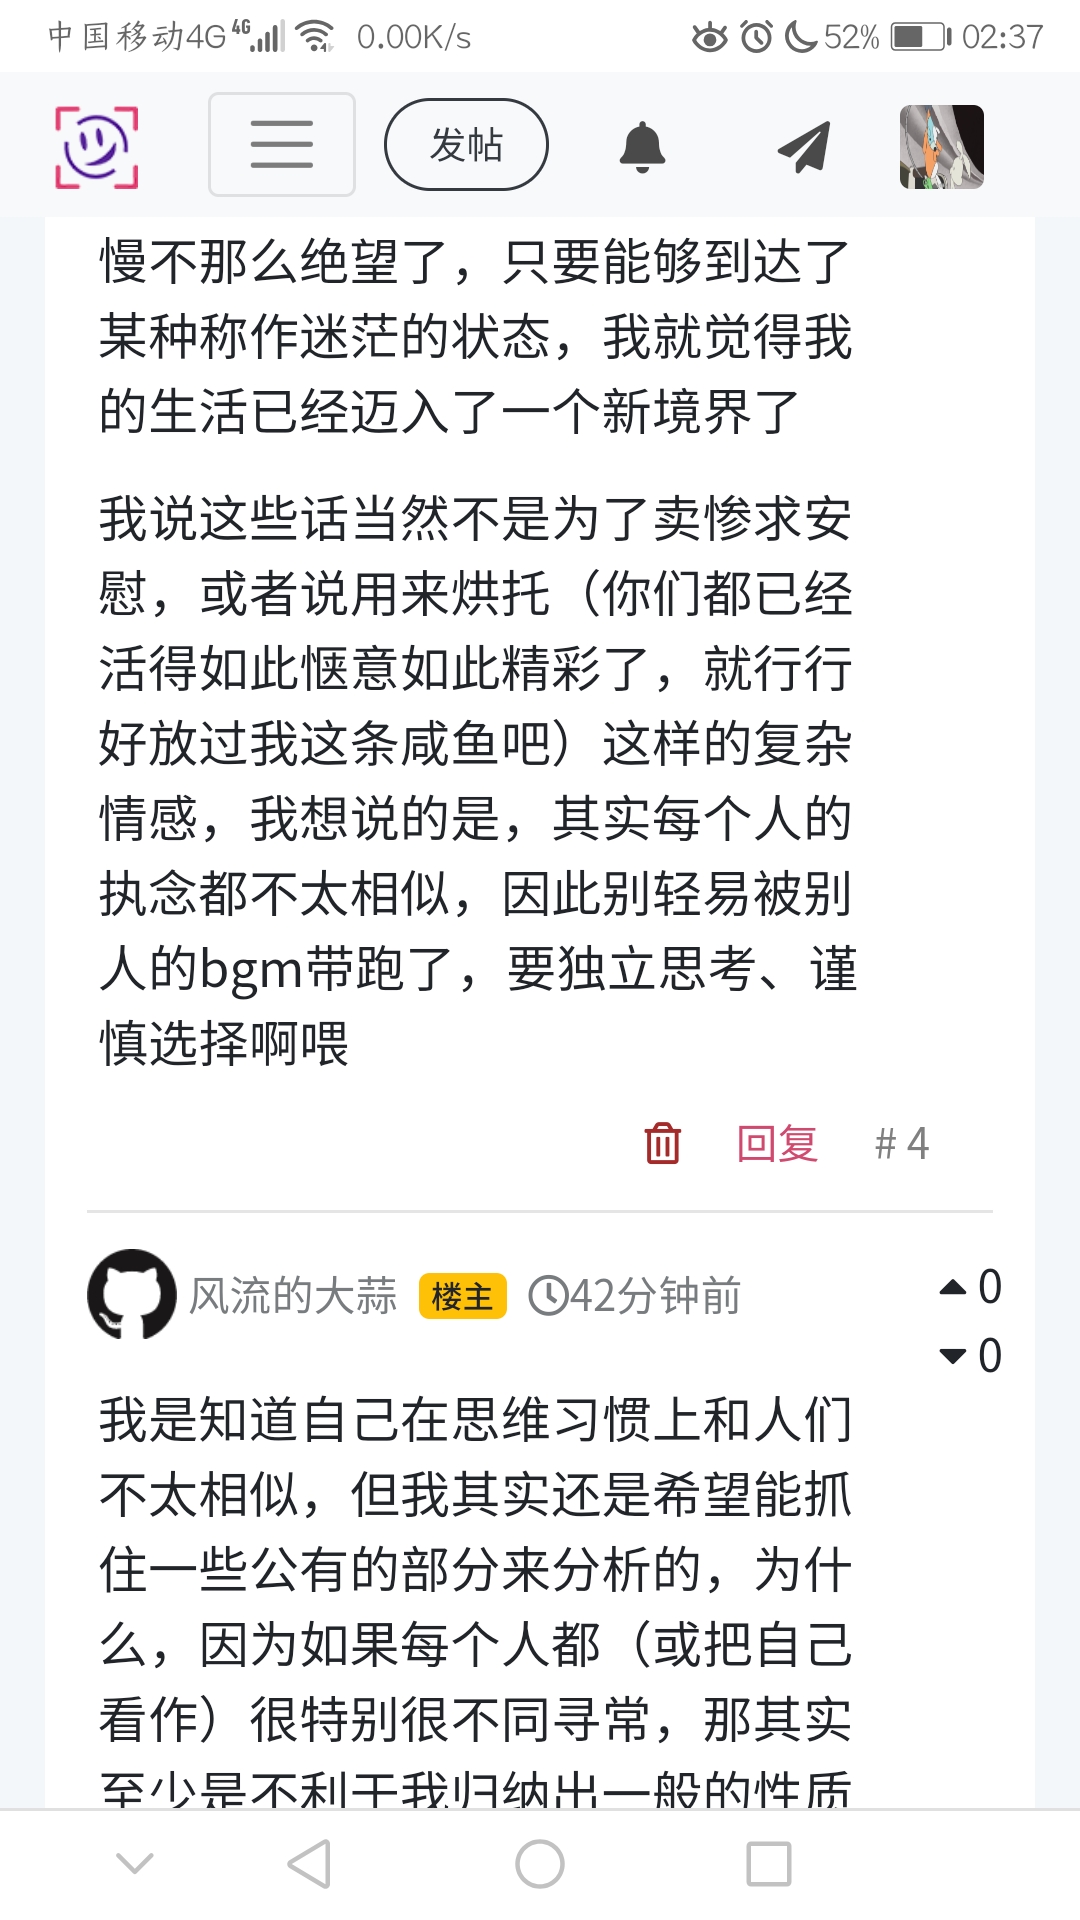 中国移动4G 4G 0.00K/s 52% 02:37
发帖
慢不那么绝望了，只要能够到达了
某种称作迷茫的状态，我就觉得我
的生活已经迈入了一个新境界了
我说这些话当然不是为了卖惨求安
慰，或者说用来烘托（你们都已经
活得如此惬意如此精彩了，就行行
好放过我这条咸鱼吧）这样的复杂
情感，我想说的是，其实每个人的
执念都不太相似，因此别轻易被别
人的bgm带跑了，要独立思考、谨
慎选择啊喂
回复 # 4
风流的大蒜 楼主 42分钟前 0
0
我是知道自己在思维习惯上和人们
不太相似，但我其实还是希望能抓
住一些公有的部分来分析的，为什
么，因为如果每个人都（或把自己
看作）很特别很不同寻常，那其实
至少是不利于我归纳出一般的性质